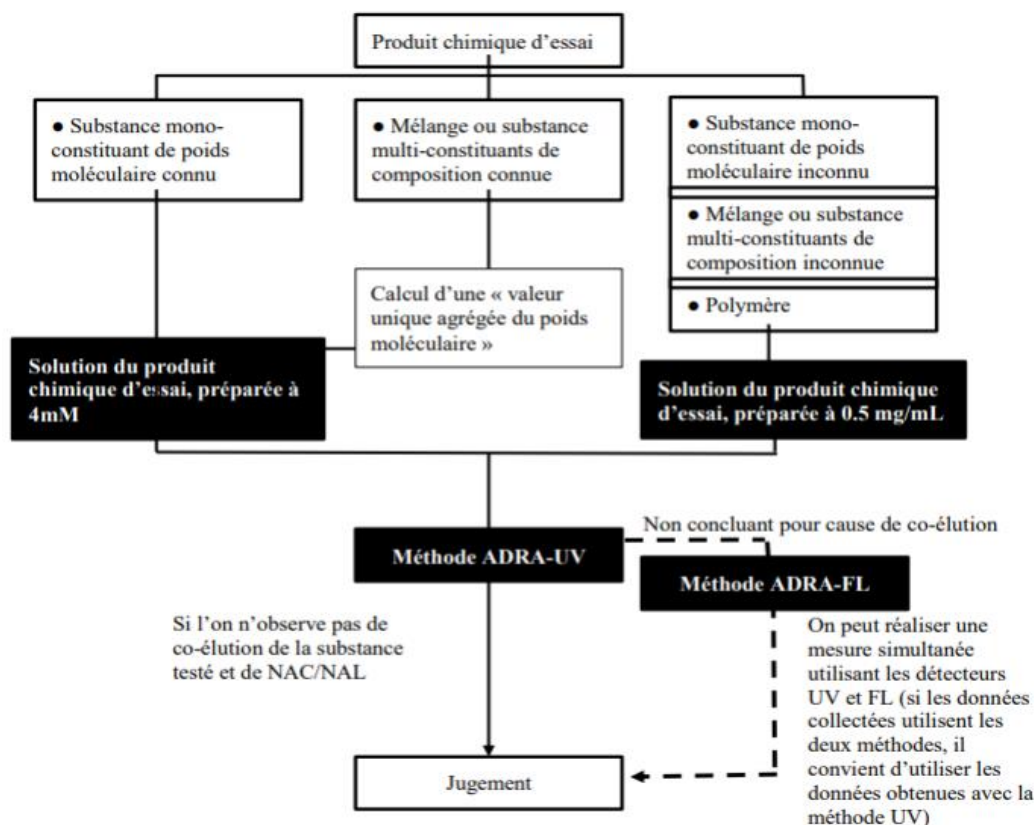 Produit chimique d’essai
● Substance mono-
constituant de poids
moléculaire connu
● Mélange ou substance
multi-constituants de
composition connue
● Substance mono-
constituant de poids
moléculaire inconnu
● Mélange ou substance
multi-constituants de
composition inconnue
● Polymère
Calcul d’une « valeur
unique agrégée du poids
moléculaire »
Solution du produit
chimique d’essai, préparée à
4mM
Solution du produit chimique
d’essai, préparée à 0.5 mg/mL
Non concluant pour cause de co-élution
Méthode ADRA-UV
Méthode ADRA-FL
Si l’on n’observe pas de
co-élution de la substance
testé et de NAC/NAL
On peut réaliser une
mesure simultanée
utilisant les détecteurs
UV et FL (si les données
collectées utilisent les
deux méthodes, il
convient d’utiliser les
données obtenues avec la
méthode UV)
Jugement